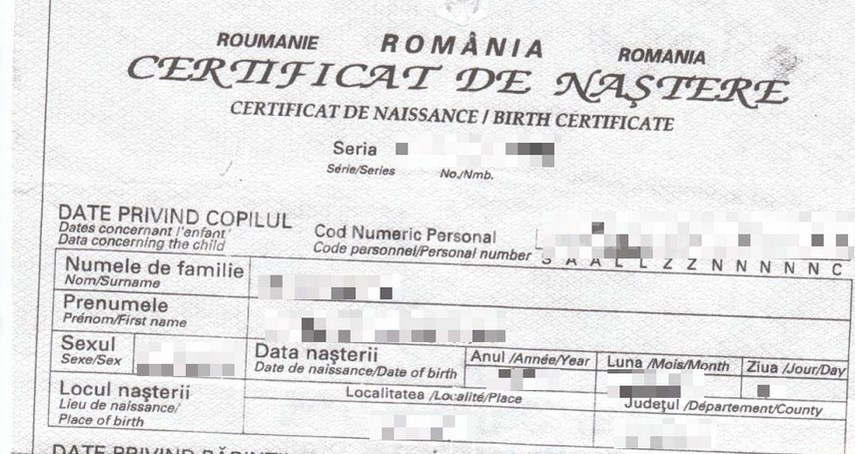 ROUMANIE ROMÂNIA ROMANIA
CERTIFICAT DE NAŞTERE
CERTIFICAT DE NAISSANCE / BIRTH CERTIFICATE
Seria
Série/Series No./Nmb.
DATE PRIVIND COPILUL
Dates concernant l'enfant
Data concerning the child
Cod Numeric Personal
Code personnel/Personal number
S A A L L Z Z N N N N N C
Numele de familie
Nom/Surname
Prenumele
Prénom/First name
Sexul
Sexe/Sex
Data naşterii
Date de naissance/Date of birth
Anul /Année/Year
Luna /Mois/Month
Ziua /Jour/Day
Locul naşterii
Lieu de naissance/
Place of birth
Localitatea /Localité/Place
Judeţul /Département/County
DATE PRIVIND